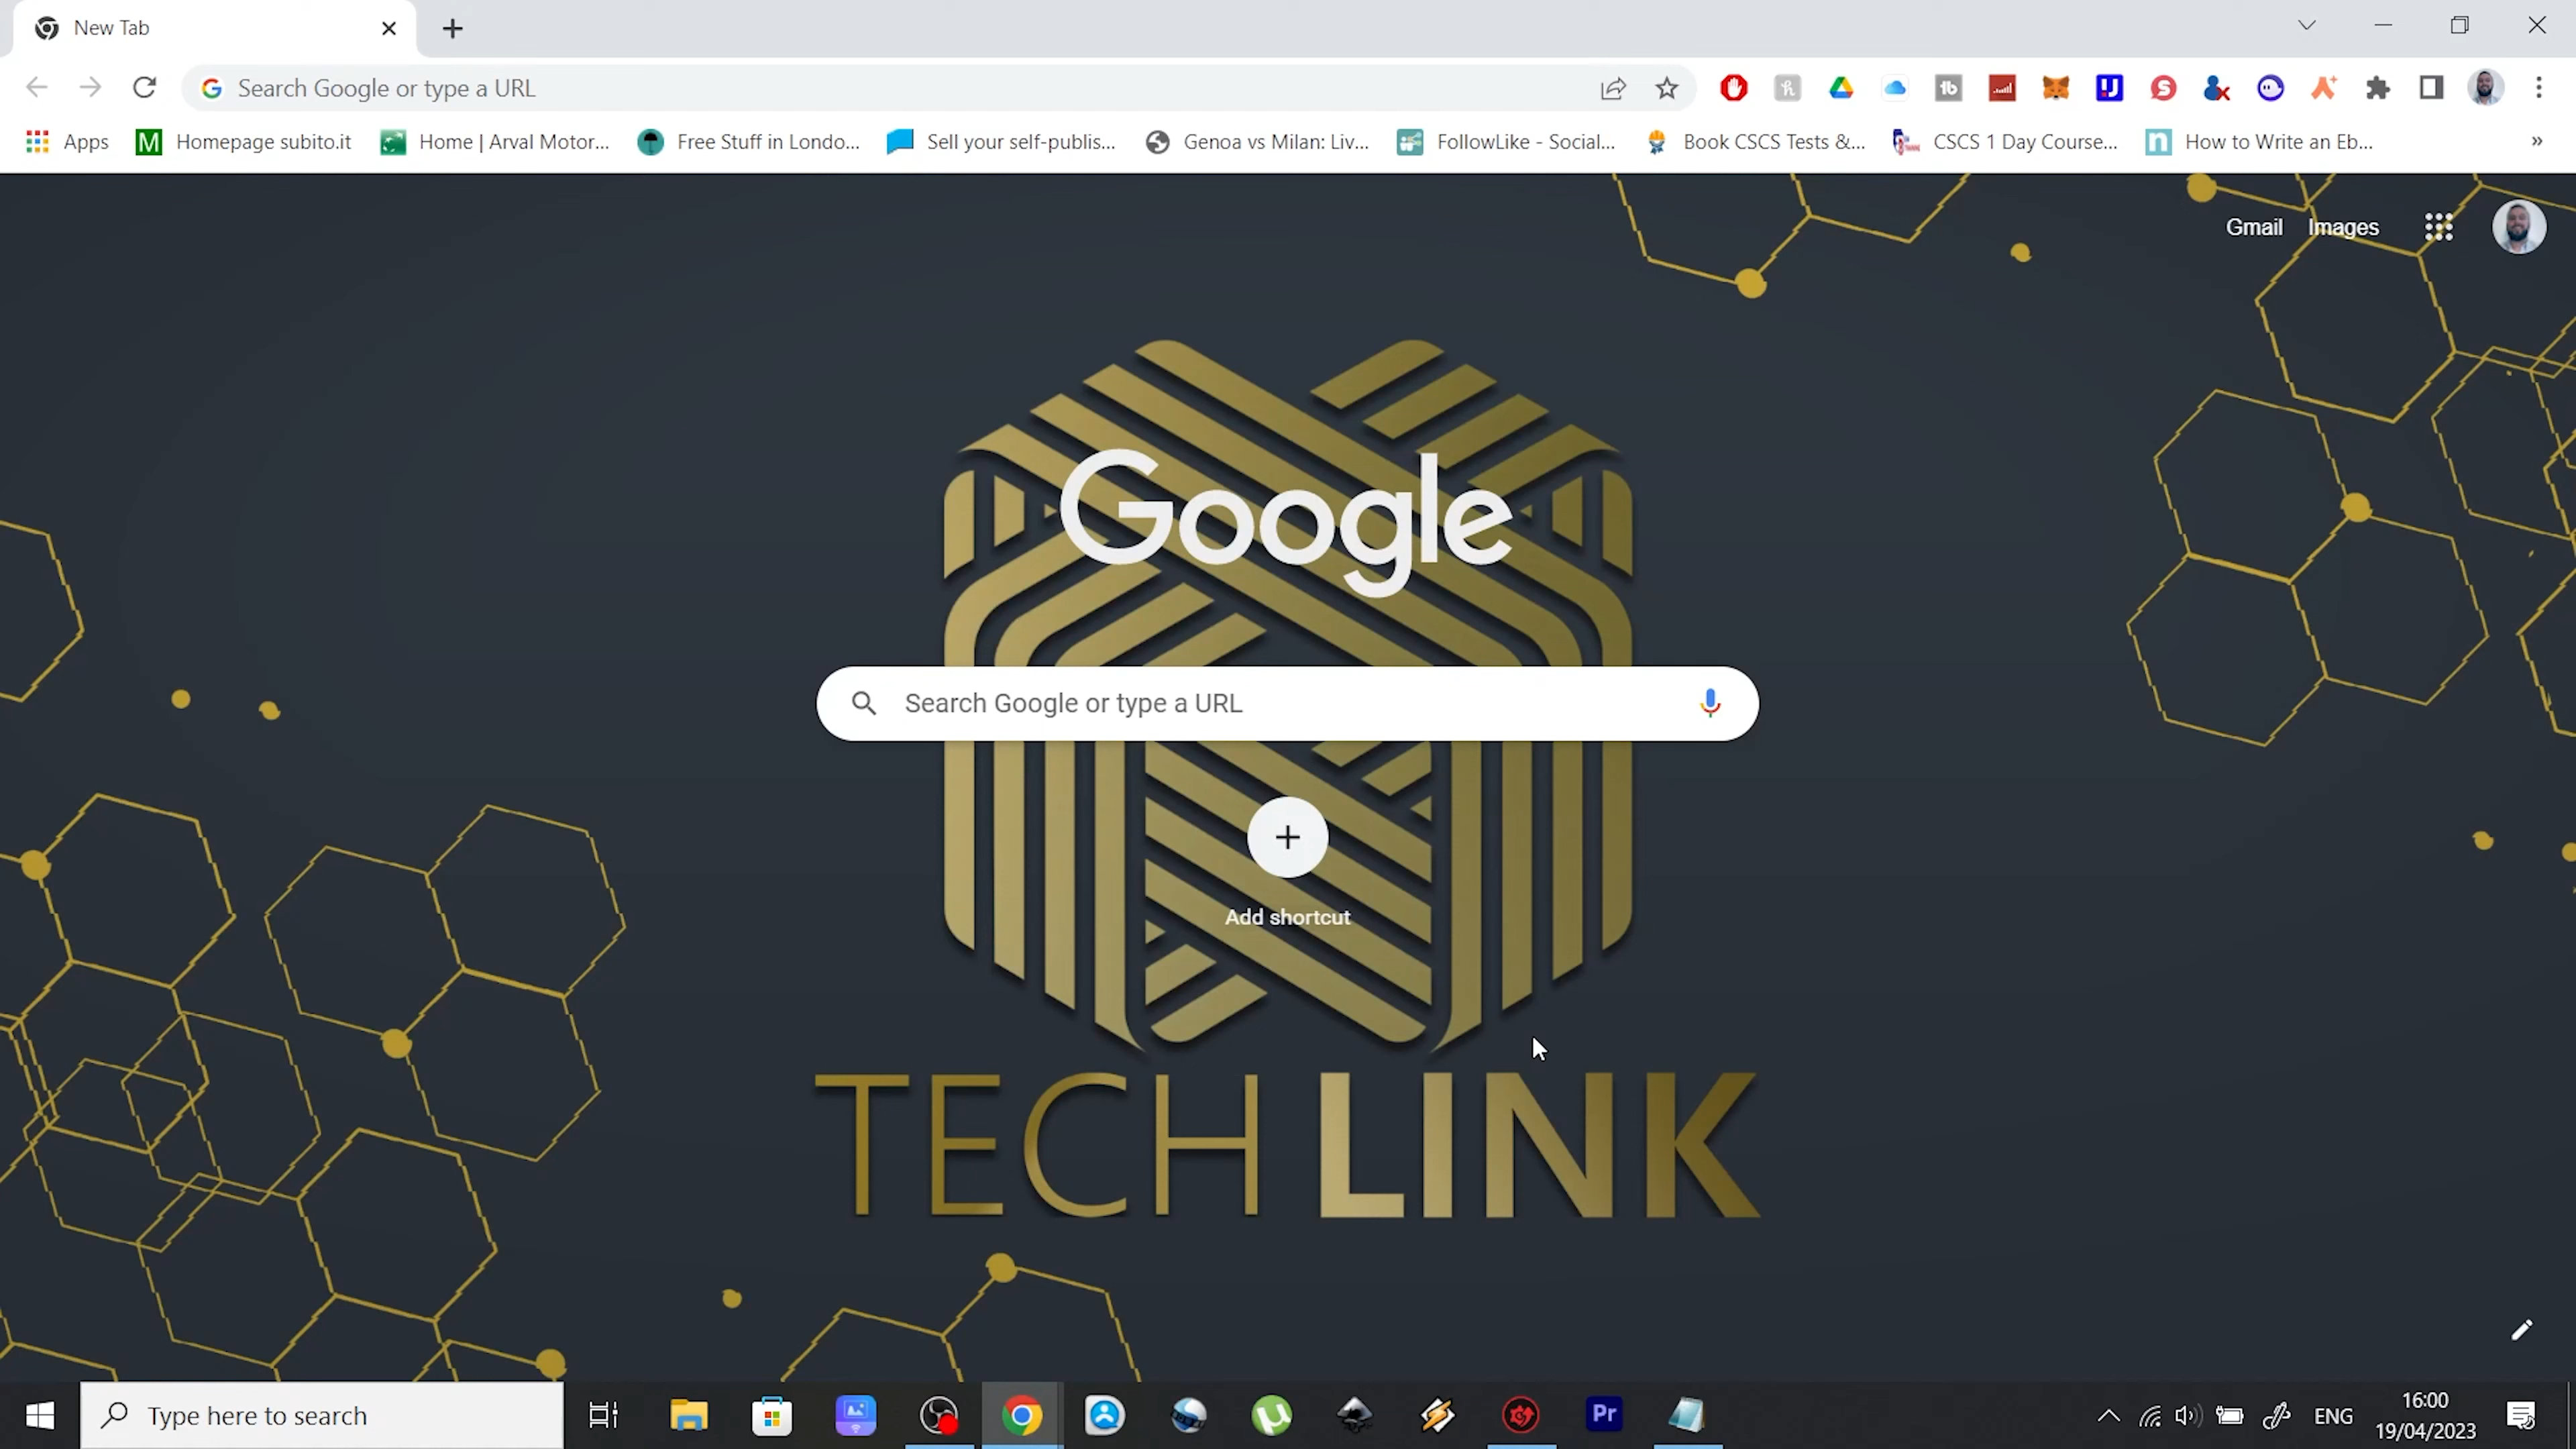 New Tab
Search Google or type a URL
Apps
Homepage subito.it
Home | Arval Motor...
Free Stuff in Londo...
Sell your self-publis...
Genoa vs Milan: Liv...
FollowLike - Social...
Book CSCS Tests &...
CSCS 1 Day Course...
How to Write an Eb...
Gmail
Images
Google
Search Google or type a URL
Add shortcut
TECH LINK
Type here to search
Pr
ENG
16:00
19/04/2023